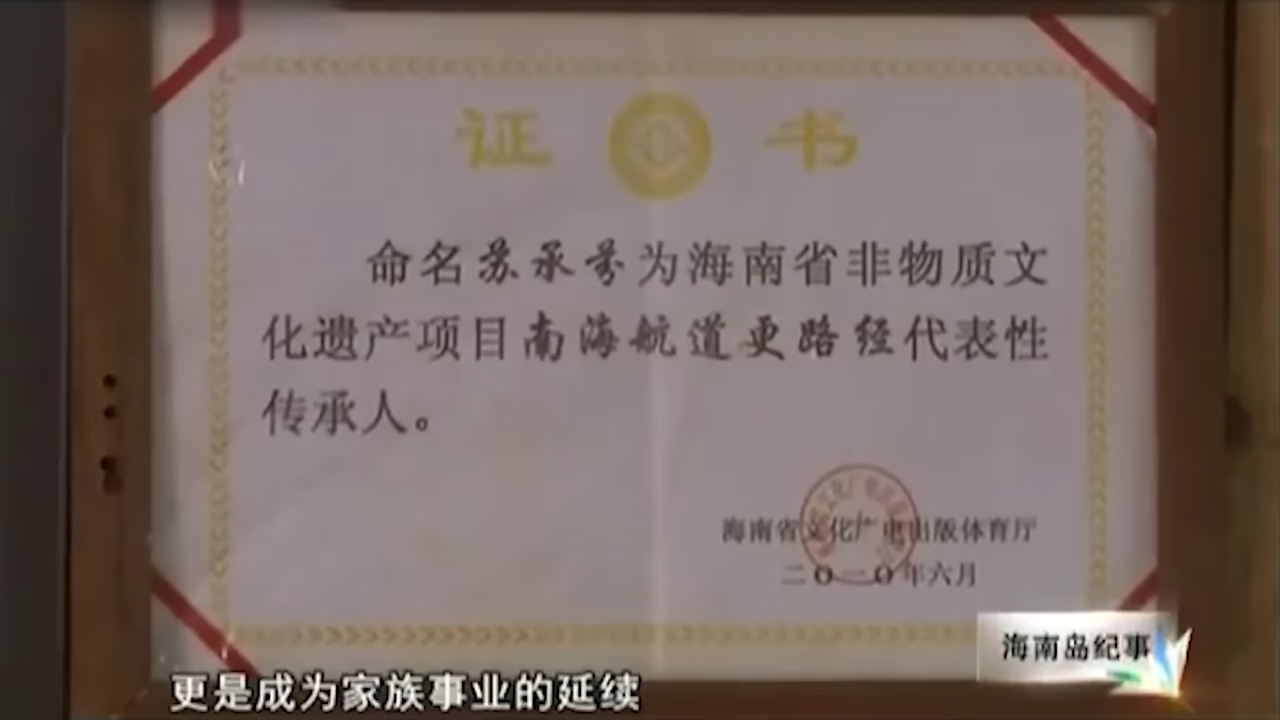 证 书
命名苏承芬为海南省非物质文
化遗产项目南海航道更路经代表性
传承人。
海南省文化广电出版体育厅
二〇一〇年六月
海南岛纪事
更是成为家族事业的延续